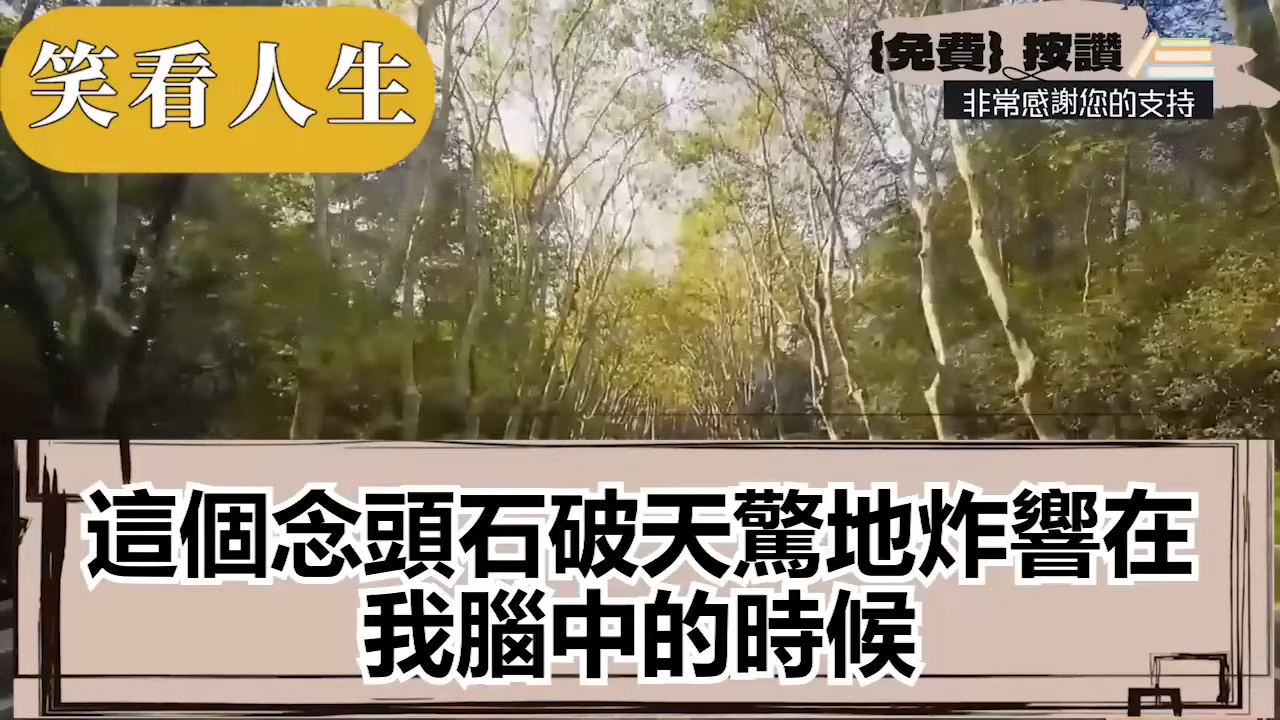 笑看人生
{免費} 按讚
非常感謝您的支持
這個念頭石破天驚地炸響在
我腦中的時候